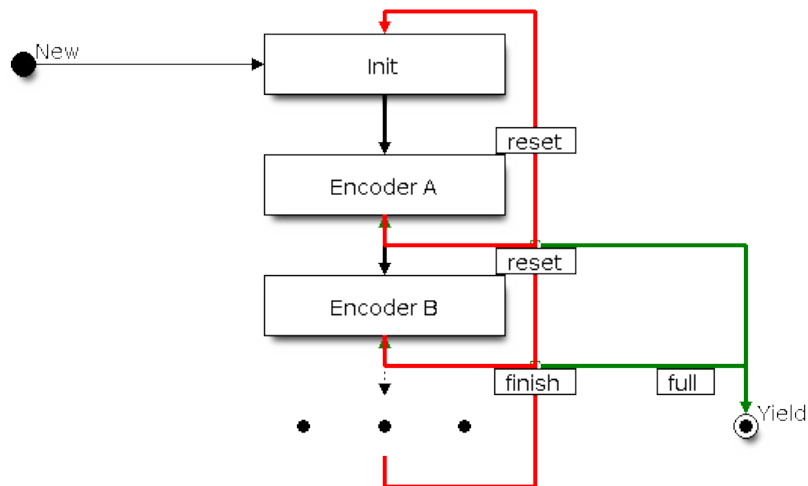 New
Init
reset
Encoder A
reset
Encoder B
finish
full
Yield